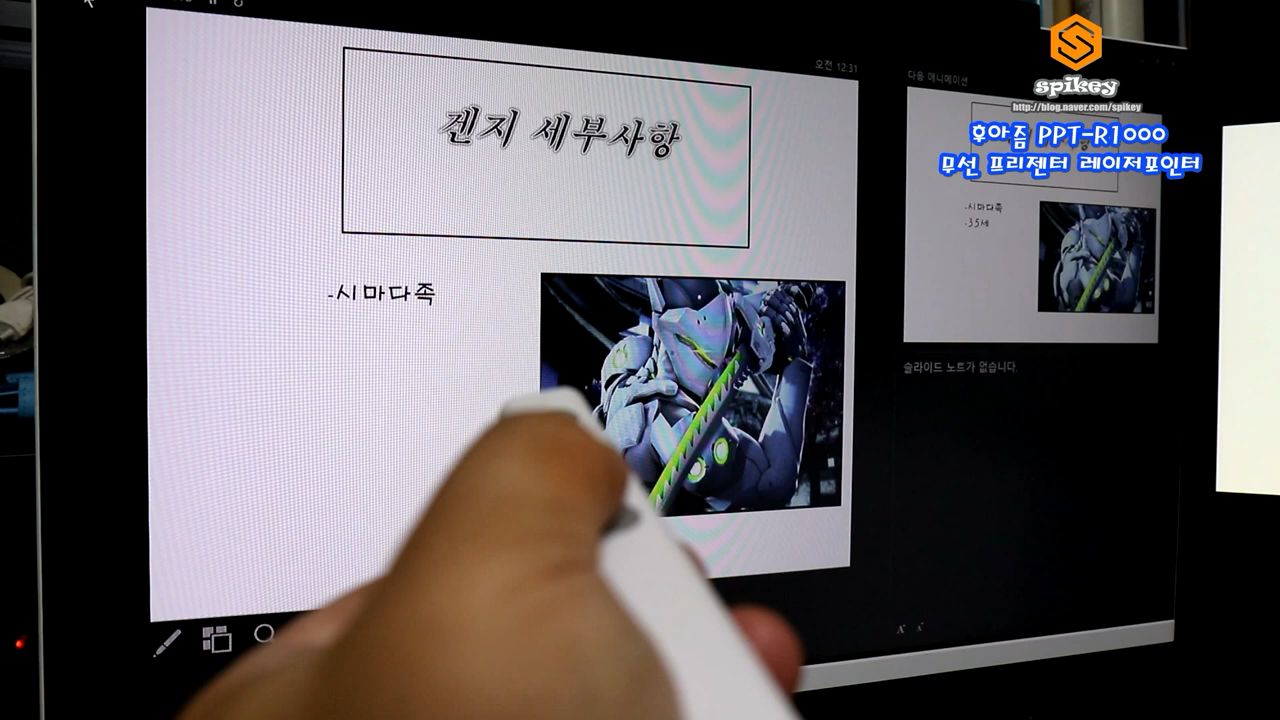 오전 12:31
겐지 세부사항
-시마다족
다음 애니메이션
-시마다족
-35세
슬라이드 노트가 없습니다.
spikey
http://blog.naver.com/spikey
후아즘 PPT-R1000
무선 프리젠터 레이저포인터